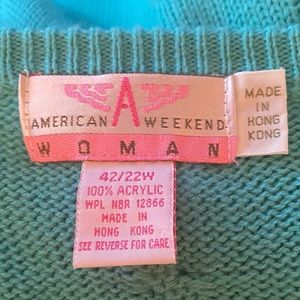 A
AMERICAN WEEKEND
WOMAN
MADE
IN
HONG
KONG
42/22W
100% ACRYLIC
WPL NBR 12866
MADE IN
HONG KONG
SEE REVERSE FOR CARE